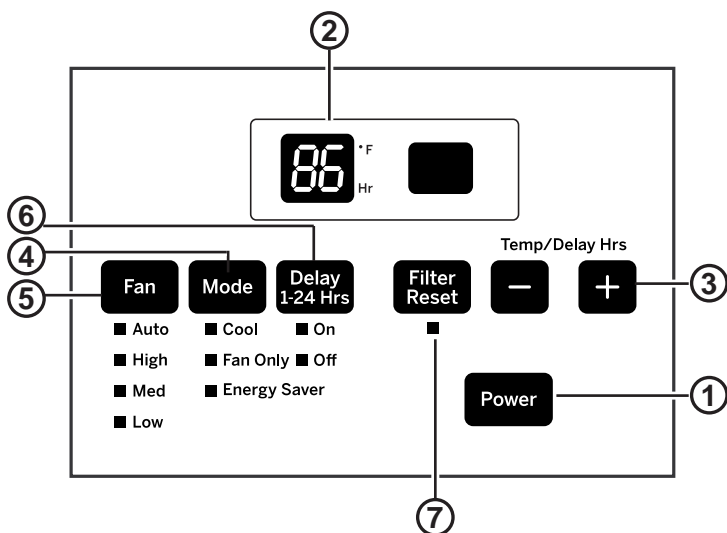 2
86
° F
Hr
6
4
5
Temp/Delay Hrs
Fan
Mode
Delay
1-24 Hrs
Filter
Reset
−
+
3
Auto
High
Med
Low
Cool
Fan Only
Energy Saver
On
Off
Power
1
7